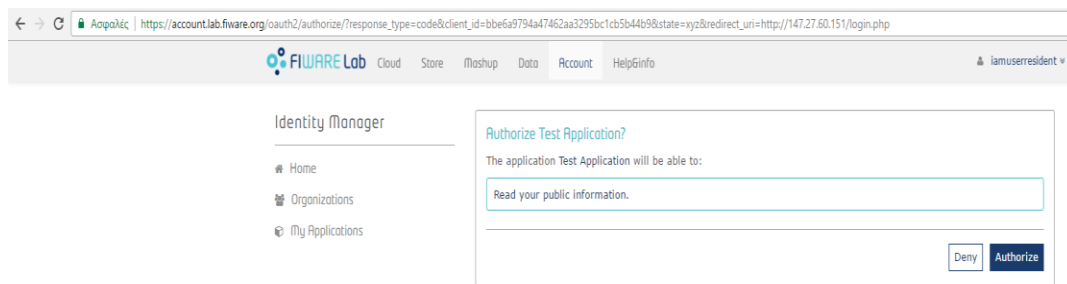 Ασφαλές | https://account.lab.fiware.org/oauth2/authorize/?response_type=code&client_id=bbe6a9794a47462aa3295bc1cb5b44b9&state=xyz&redirect_uri=http://147.27.60.151/login.php
FIWARE Lab Cloud Store Mashup Data Account Help&info iamuserresident
Identity Manager
Home
Organizations
My Applications
Authorize Test Application?
The application Test Application will be able to:
Read your public information.
Deny Authorize